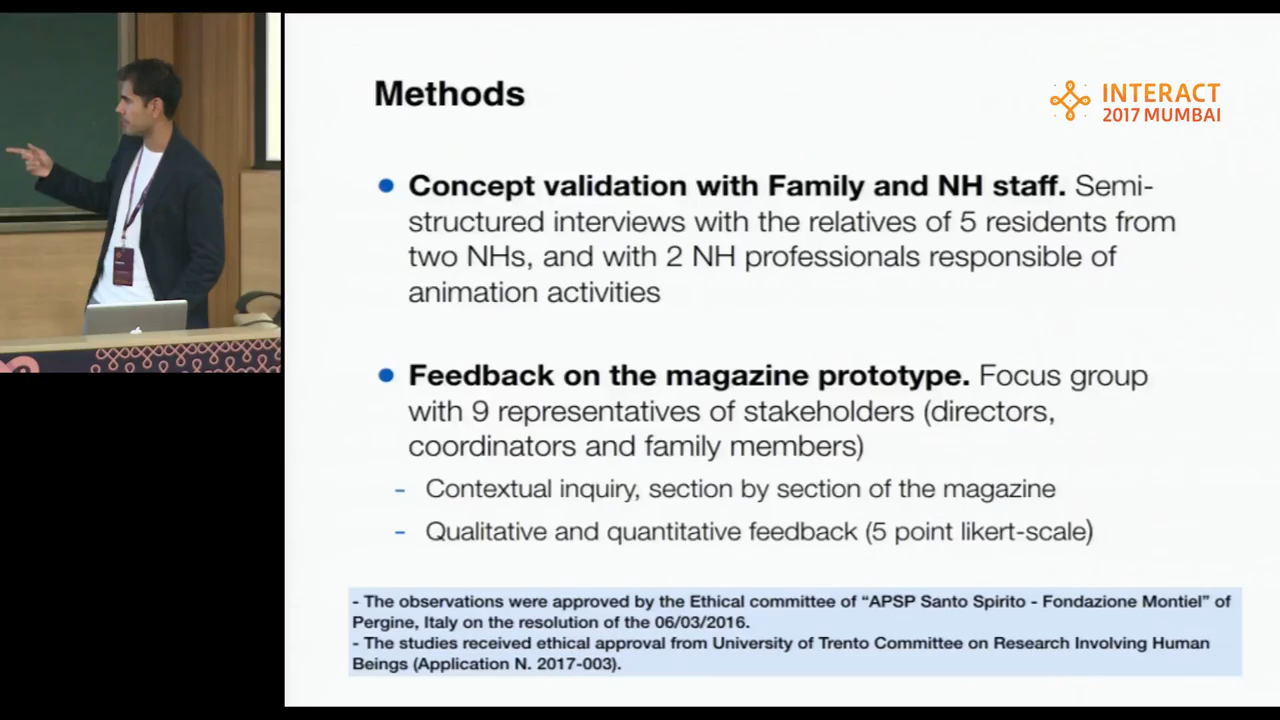 Methods
INTERACT
2017 MUMBAI
● Concept validation with Family and NH staff. Semi-
structured interviews with the relatives of 5 residents from
two NHs, and with 2 NH professionals responsible of
animation activities
● Feedback on the magazine prototype. Focus group
with 9 representatives of stakeholders (directors,
coordinators and family members)
- Contextual inquiry, section by section of the magazine
- Qualitative and quantitative feedback (5 point likert-scale)
- The observations were approved by the Ethical committee of “APSP Santo Spirito - Fondazione Montiel” of
Pergine, Italy on the resolution of the 06/03/2016.
- The studies received ethical approval from University of Trento Committee on Research Involving Human
Beings (Application N. 2017-003).